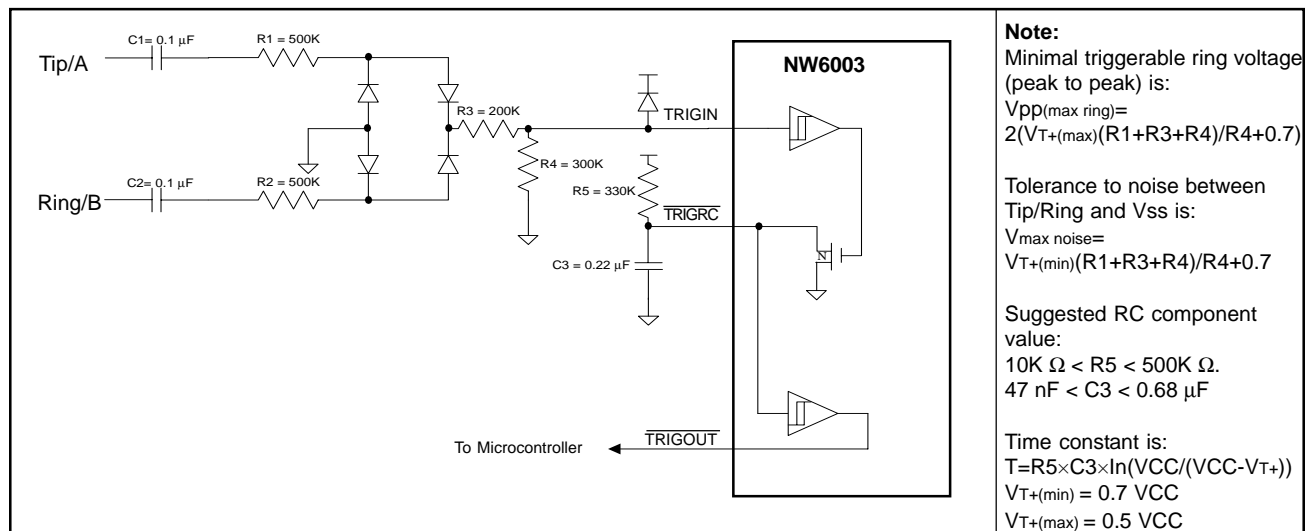 C1= 0.1 μF
R1 = 500K
Tip/A
R3 = 200K
TRIGIN
NW6003
R4 = 300K
C2= 0.1 μF
R2 = 500K
Ring/B
R5 = 330K
TRIGRC
N
C3 = 0.22 μF
To Microcontroller
TRIGOUT
Note:
Minimal triggerable ring voltage
(peak to peak) is:
Vpp(max ring)=
2(VT+(max)(R1+R3+R4)/R4+0.7)
Tolerance to noise between
Tip/Ring and Vss is:
Vmax noise=
VT+(min)(R1+R3+R4)/R4+0.7
Suggested RC component
value:
10K Ω < R5 < 500K Ω.
47 nF < C3 < 0.68 μF
Time constant is:
T=R5×C3×ln(VCC/(VCC-VT+))
VT+(min) = 0.7 VCC
VT+(max) = 0.5 VCC